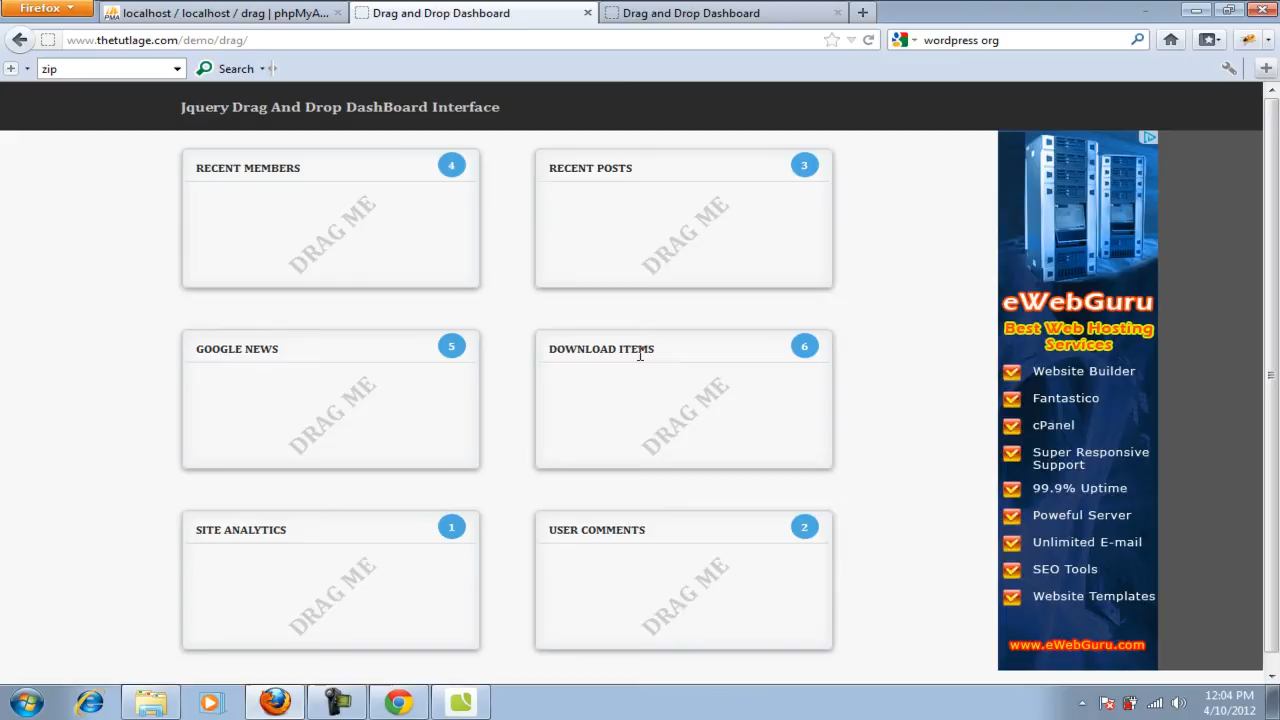 Firefox
localhost / localhost / drag | phpMyA...
Drag and Drop Dashboard
Drag and Drop Dashboard
www.thetutlage.com/demo/drag/
wordpress org
zip
Search
Jquery Drag And Drop DashBoard Interface
RECENT MEMBERS
4
DRAG ME
RECENT POSTS
3
DRAG ME
GOOGLE NEWS
5
DRAG ME
DOWNLOAD ITEMS
6
DRAG ME
SITE ANALYTICS
1
DRAG ME
USER COMMENTS
2
DRAG ME
eWebGuru
Best Web Hosting
Services
Website Builder
Fantastico
cPanel
Super Responsive
Support
99.9% Uptime
Poweful Server
Unlimited E-mail
SEO Tools
Website Templates
www.eWebGuru.com
12:04 PM
4/10/2012